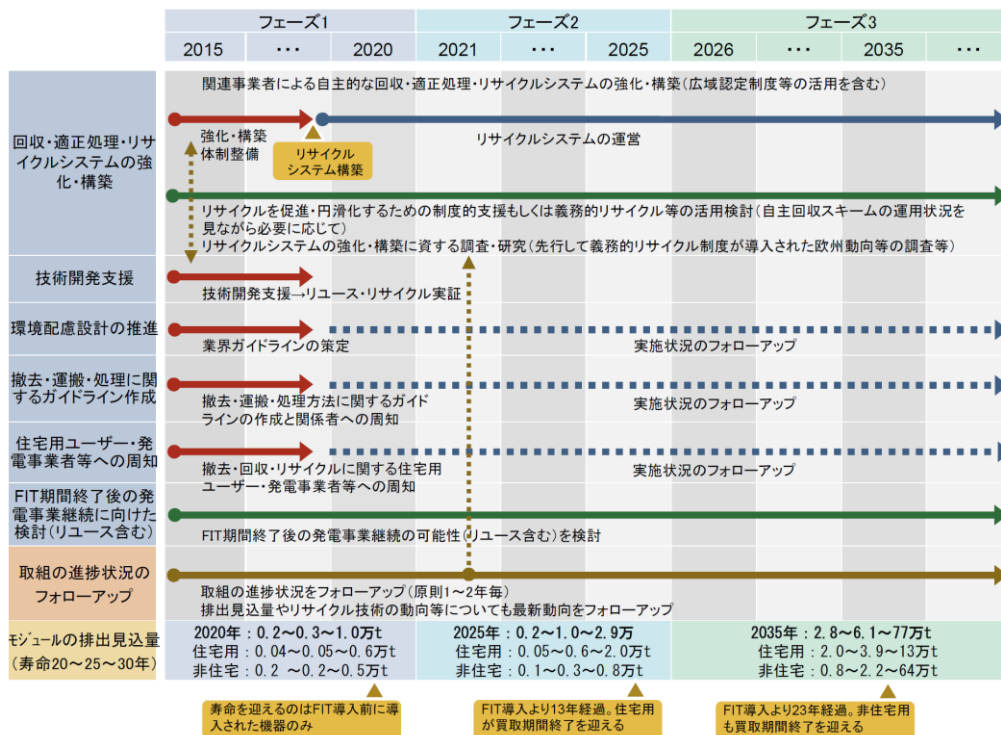 フェーズ1
フェーズ2
フェーズ3
2015
･･･
2020
2021
･･･
2025
2026
･･･
2035
･･･
回収・適正処理・リ
サイクルシステムの強
化・構築
関連事業者による自主的な回収・適正処理・リサイクルシステムの強化・構築(広域認定制度等の活用を含む)
強化・構築
体制整備
リサイクル
システム構築
リサイクルシステムの運営
リサイクルを促進・円滑化するための制度的支援もしくは義務的リサイクル等の活用検討(自主回収スキームの運用状況を
見ながら必要に応じて)
リサイクルシステムの強化・構築に資する調査・研究(先行して義務的リサイクル制度が導入された欧州動向等の調査等)
技術開発支援
技術開発支援→リユース・リサイクル実証
環境配慮設計の推進
業界ガイドラインの策定
実施状況のフォローアップ
撤去・運搬・処理に関
するガイドライン作成
撤去・運搬・処理方法に関するガイド
ラインの作成と関係者への周知
実施状況のフォローアップ
住宅用ユーザー・発
電事業者等への周知
撤去・回収・リサイクルに関する住宅用
ユーザー・発電事業者等への周知
実施状況のフォローアップ
FIT期間終了後の発
電事業継続に向けた
検討(リユース含む)
FIT期間終了後の発電事業継続の可能性(リユース含む)を検討
取組の進捗状況の
フォローアップ
取組の進捗状況をフォローアップ(原則1～2年毎)
排出見込量やリサイクル技術の動向等についても最新動向をフォローアップ
ﾓｼﾞｭｰﾙの排出見込量
(寿命20～25～30年)
2020年：0.2～0.3～1.0万t
住宅用：0.04～0.05～0.6万t
非住宅：0.2 ～0.2～0.5万t
2025年：0.2～1.0～2.9万
住宅用：0.05～0.6～2.0万t
非住宅：0.1～0.3～0.8万t
2035年：2.8～6.1～77万t
住宅用：2.0～3.9～13万t
非住宅：0.8～2.2～64万t
寿命を迎えるのはFIT導入前に導
入された機器のみ
FIT導入より13年経過。住宅用
が買取期間終了を迎える
FIT導入より23年経過。非住宅用
も買取期間終了を迎える